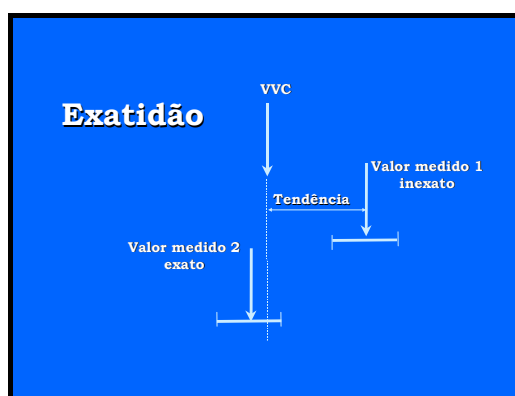 VVC
Exatidão
Valor medido 1
inexato
Tendência
Valor medido 2
exato